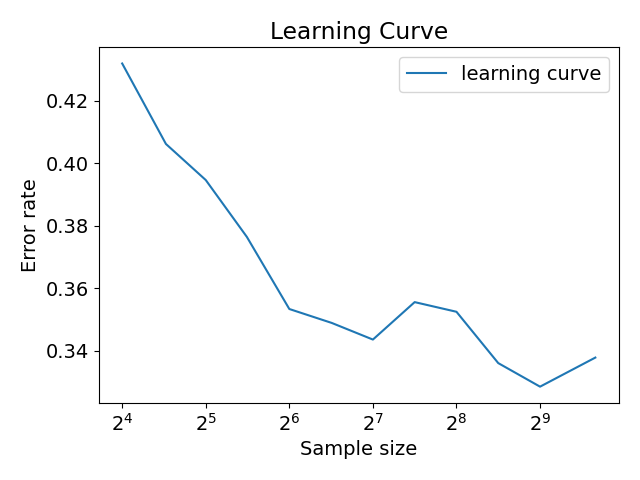 Learning Curve
learning curve
Error rate
0.42
0.40
0.38
0.36
0.34
2⁴ 2⁵ 2⁶ 2⁷ 2⁸ 2⁹
Sample size